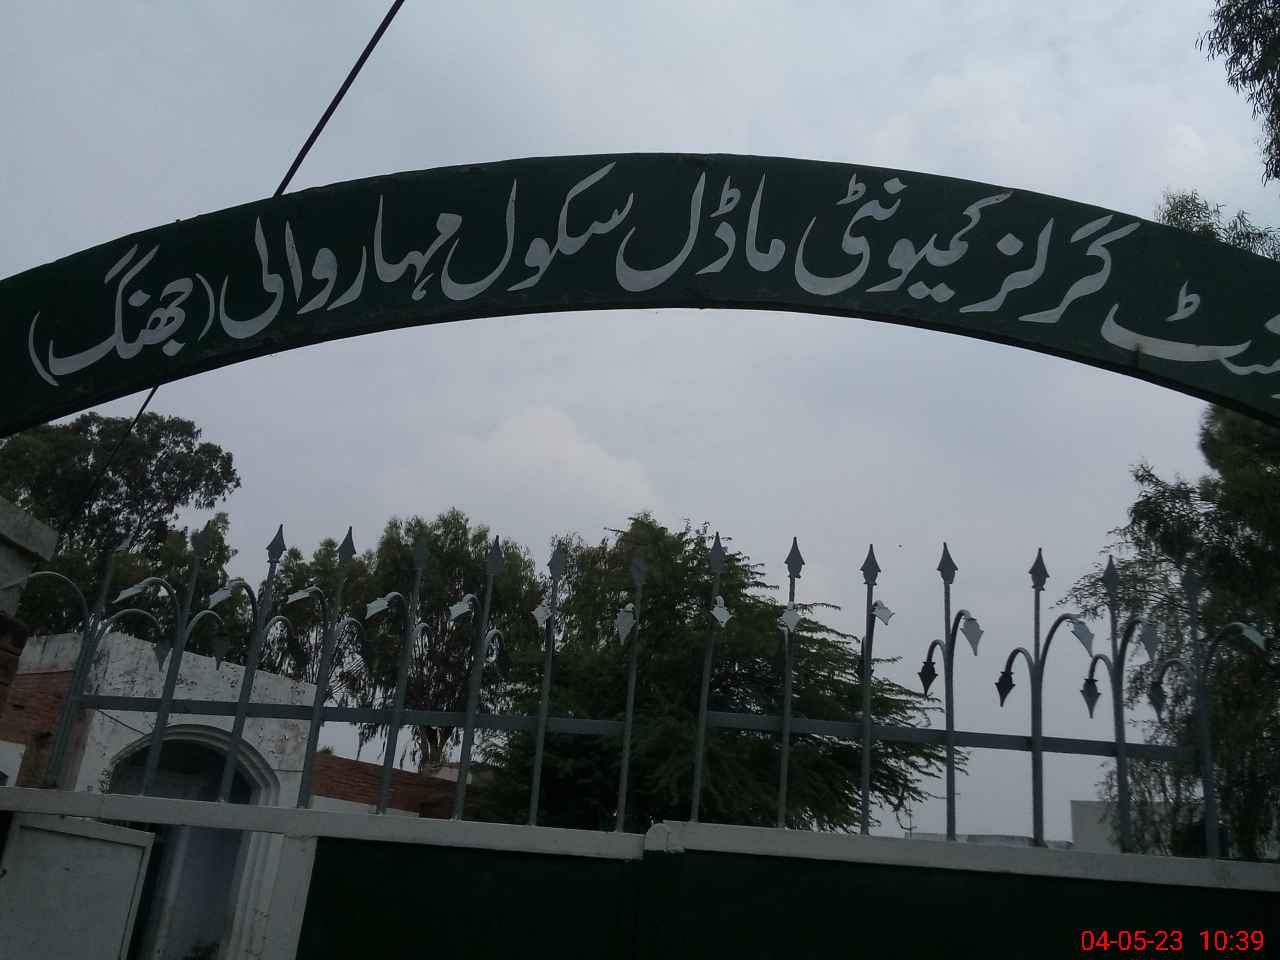 گرلز کمیونٹی ماڈل سکول مہاروالی (جھنگ)
04-05-23 10:39